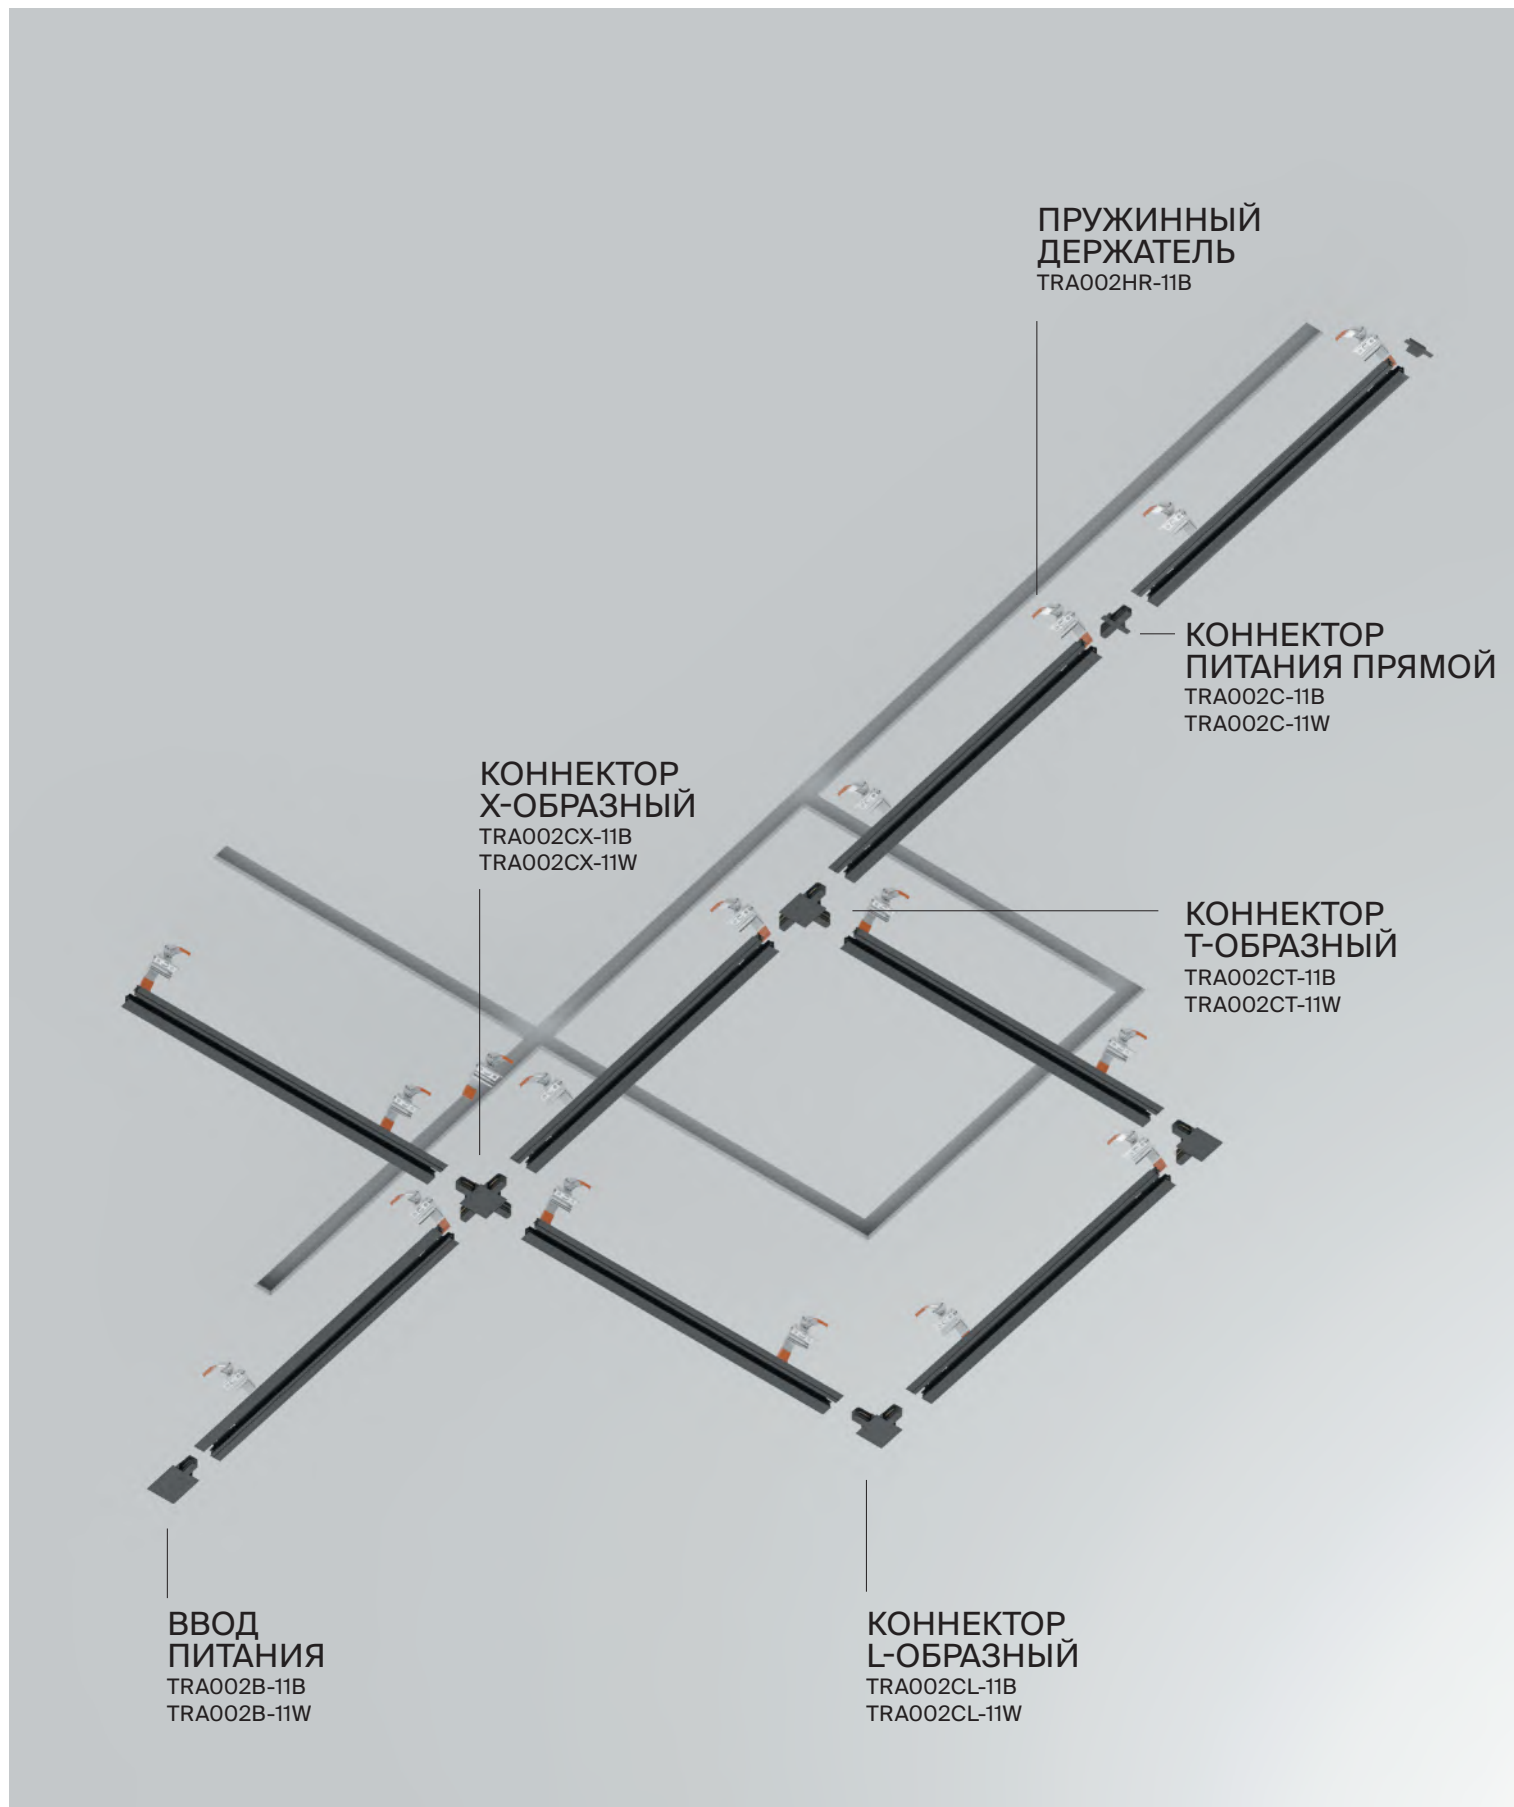 ПРУЖИННЫЙ
ДЕРЖАТЕЛЬ
TRA002HR-11B
КОННЕКТОР
ПИТАНИЯ ПРЯМОЙ
TRA002C-11B
TRA002C-11W
КОННЕКТОР
X-ОБРАЗНЫЙ
TRA002CX-11B
TRA002CX-11W
КОННЕКТОР
T-ОБРАЗНЫЙ
TRA002CT-11B
TRA002CT-11W
ВВОД
ПИТАНИЯ
TRA002B-11B
TRA002B-11W
КОННЕКТОР
L-ОБРАЗНЫЙ
TRA002CL-11B
TRA002CL-11W